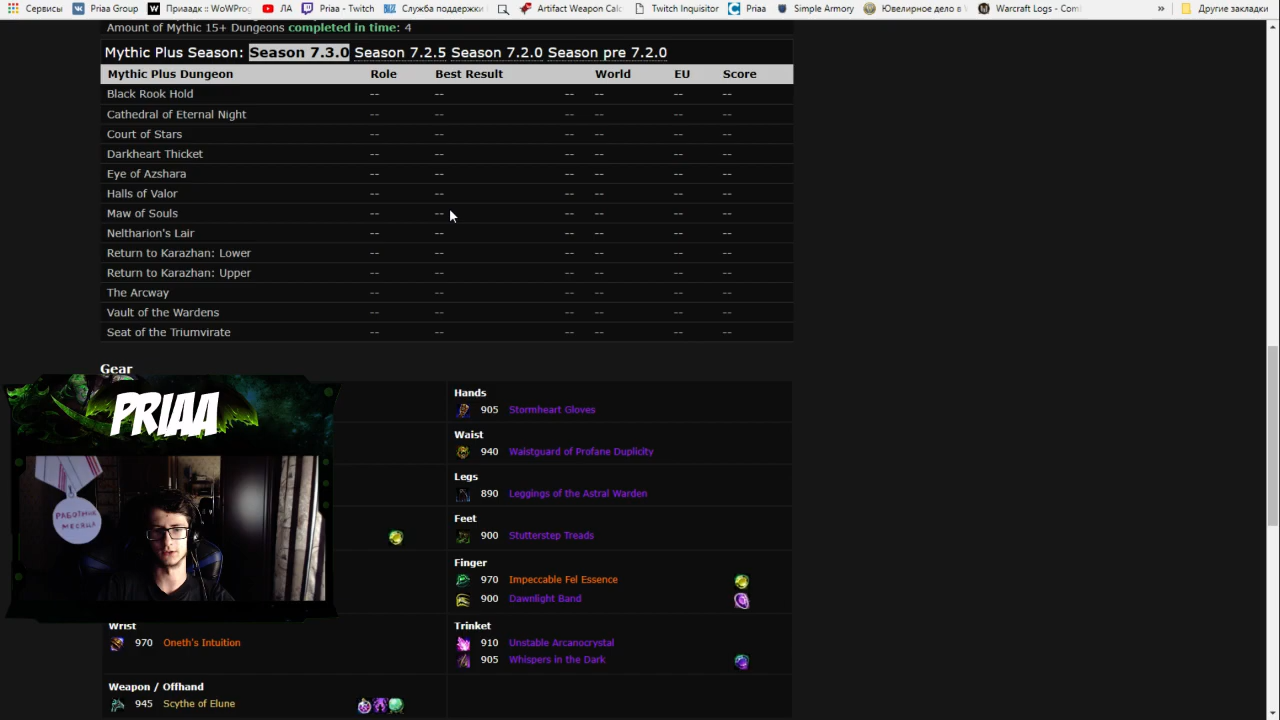 Сервисы Priaa Group Приаадк :: WoWProg ЛА Priaa - Twitch Служба поддержки Artifact Weapon Calc Twitch Inquisitor Priaa Simple Armory Ювелирное дело в Warcraft Logs - Com » Другие закладки
Amount of Mythic 15+ Dungeons completed in time: 4
Mythic Plus Season: Season 7.3.0 Season 7.2.5 Season 7.2.0 Season pre 7.2.0
Mythic Plus Dungeon Role Best Result World EU Score
Black Rook Hold -- -- -- -- -- --
Cathedral of Eternal Night -- -- -- -- -- --
Court of Stars -- -- -- -- -- --
Darkheart Thicket -- -- -- -- -- --
Eye of Azshara -- -- -- -- -- --
Halls of Valor -- -- -- -- -- --
Maw of Souls -- -- -- -- -- --
Neltharion's Lair -- -- -- -- -- --
Return to Karazhan: Lower -- -- -- -- -- --
Return to Karazhan: Upper -- -- -- -- -- --
The Arcway -- -- -- -- -- --
Vault of the Wardens -- -- -- -- -- --
Seat of the Triumvirate -- -- -- -- -- --
Gear
PRIAA
РАБОТНИК
МЕСЯЦА
Wrist
970 Oneth's Intuition
Weapon / Offhand
945 Scythe of Elune
Hands
905 Stormheart Gloves
Waist
940 Waistguard of Profane Duplicity
Legs
890 Leggings of the Astral Warden
Feet
900 Stutterstep Treads
Finger
970 Impeccable Fel Essence
900 Dawnlight Band
Trinket
910 Unstable Arcanocrystal
905 Whispers in the Dark